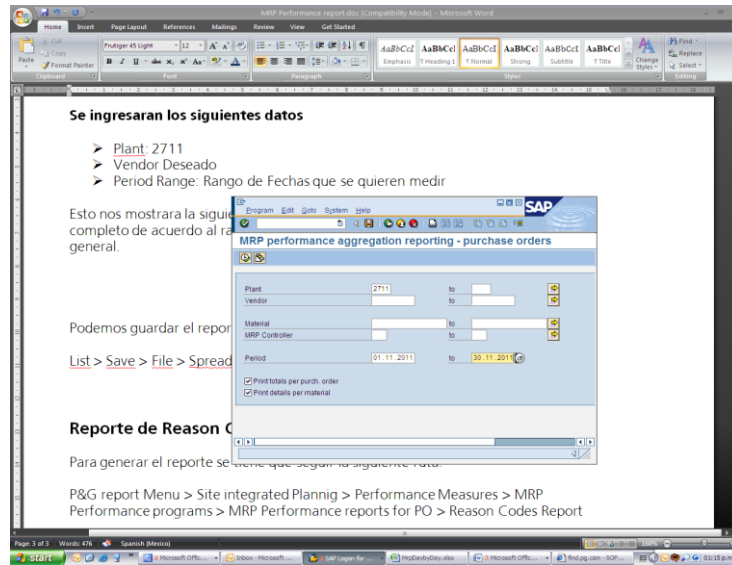 MRP Performance report.doc [Compatibility Mode] - Microsoft Word
Home Insert Page Layout References Mailings Review View Get Started
Paste
Cut
Copy
Format Painter
Clipboard
Frutiger 45 Light 12
Font
Paragraph
AaBbCcI AaBbCcI AaBbCcI AaBbCcI AaBbCcI AaBbCcI
Emphasis ¶ Heading 1 ¶ Normal Strong Subtitle ¶ Title
Change Styles
Styles
Find
Replace
Select
Editing
Se ingresaran los siguientes datos
Plant: 2711
Vendor Deseado
Period Range: Rango de Fechas que se quieren medir
Esto nos mostrara la siguie
completo de acuerdo al ra
general.
Podemos guardar el repor
List > Save > File > Spread
Program Edit Goto System Help
SAP
MRP performance aggregation reporting - purchase orders
Plant 2711 to
Vendor to
Material to
MRP Controller to
Period 01.11.2011 to 30.11.2011
Print totals per purch. order
Print details per material
Reporte de Reason C
Para generar el reporte se tiene que seguir la siguiente ruta:
P&G report Menu > Site integrated Plannig > Performance Measures > MRP
Performance programs > MRP Performance reports for PO > Reason Codes Report
Page: 3 of 3 Words: 476 Spanish (Mexico) 160%
start 3 Microsoft Offic... Inbox - Microsoft ... SAP Logon for ... MrpDaybyDay.xlsx 3 Microsoft Offic... find.pg.com - SOP... ES 01:15 p.m.